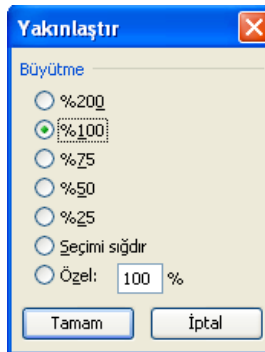 Yakınlaştır
Büyütme
%200
%100
%75
%50
%25
Seçimi sığdır
Özel: 100 %
Tamam İptal